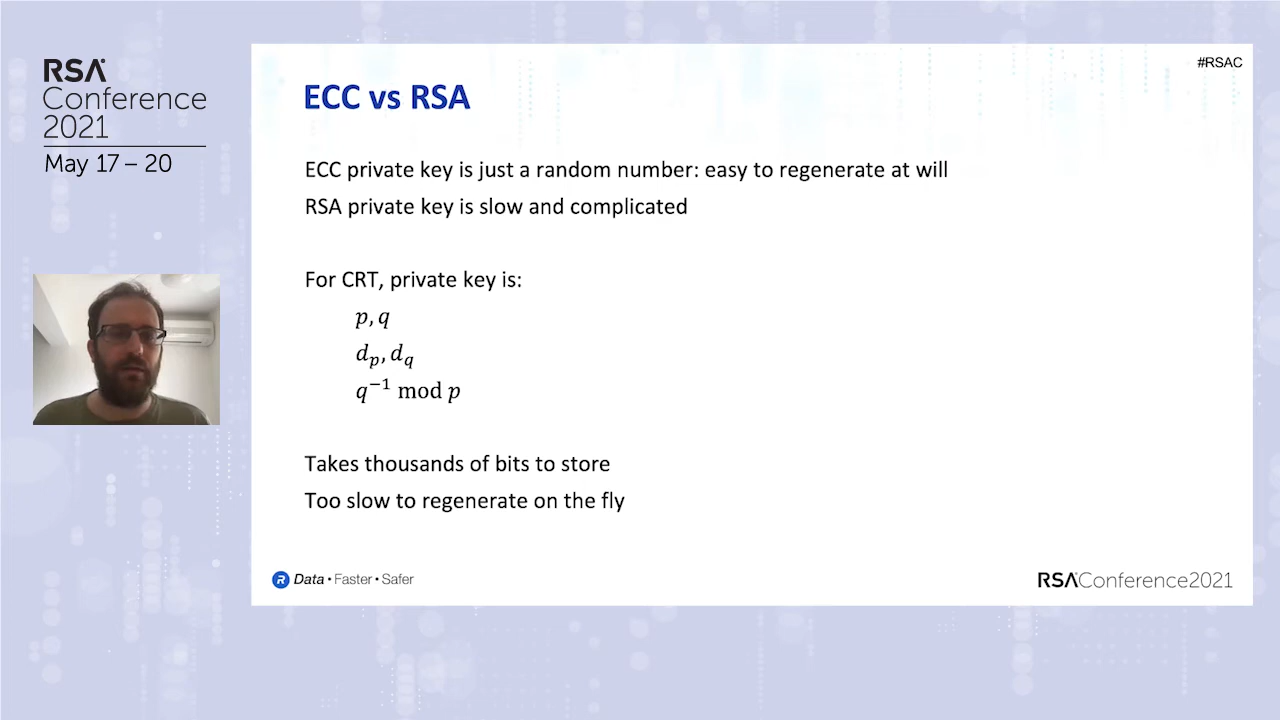 RSA
Conference
2021
May 17 – 20
#RSAC
ECC vs RSA
ECC private key is just a random number: easy to regenerate at will
RSA private key is slow and complicated
For CRT, private key is:
p, q
dₚ, d_q
q⁻¹ mod p
Takes thousands of bits to store
Too slow to regenerate on the fly
R Data • Faster • Safer
RSAConference2021